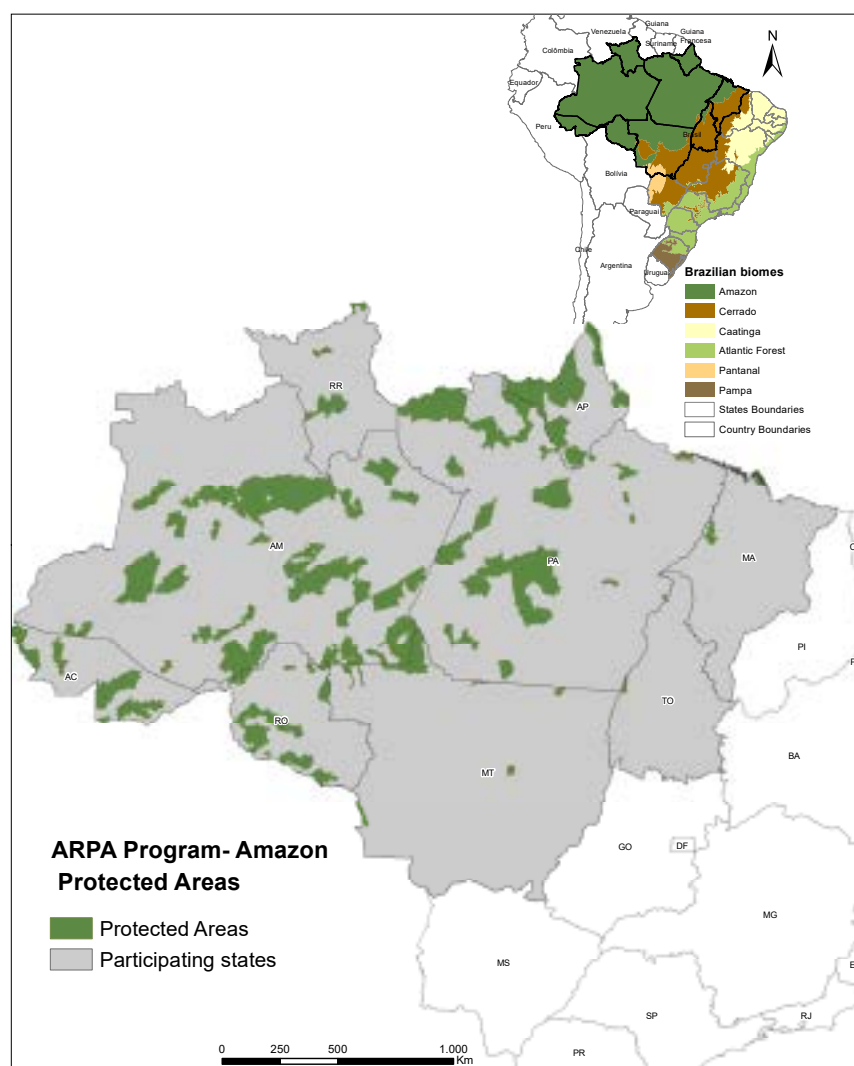 Guiana
Venezuela
Guiana
Francesa
Suriname
N
Colômbia
Equador
Peru
Brasil
Bolívia
Paraguai
Chile
Argentina
Uruguai
Brazilian biomes
Amazon
Cerrado
Caatinga
Atlantic Forest
Pantanal
Pampa
States Boundaries
Country Boundaries
RR
AP
AM
PA
MA
PI
AC
RO
TO
MT
BA
GO
DF
MG
MS
SP
RJ
PR
ARPA Program- Amazon
Protected Areas
Protected Areas
Participating states
0 250 500 1.000
Km